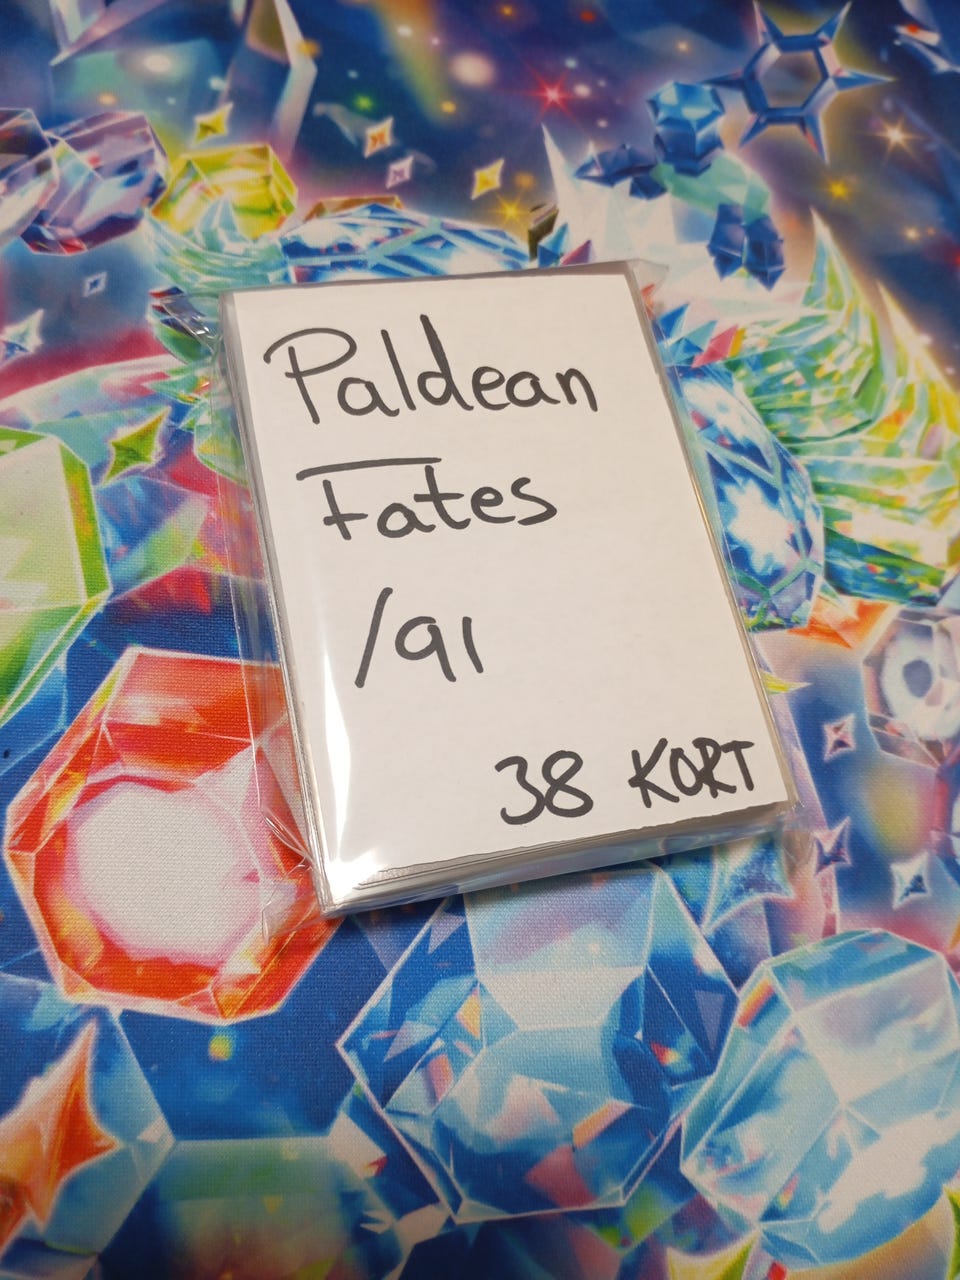 Paldean
Fates
/91
38 KORT